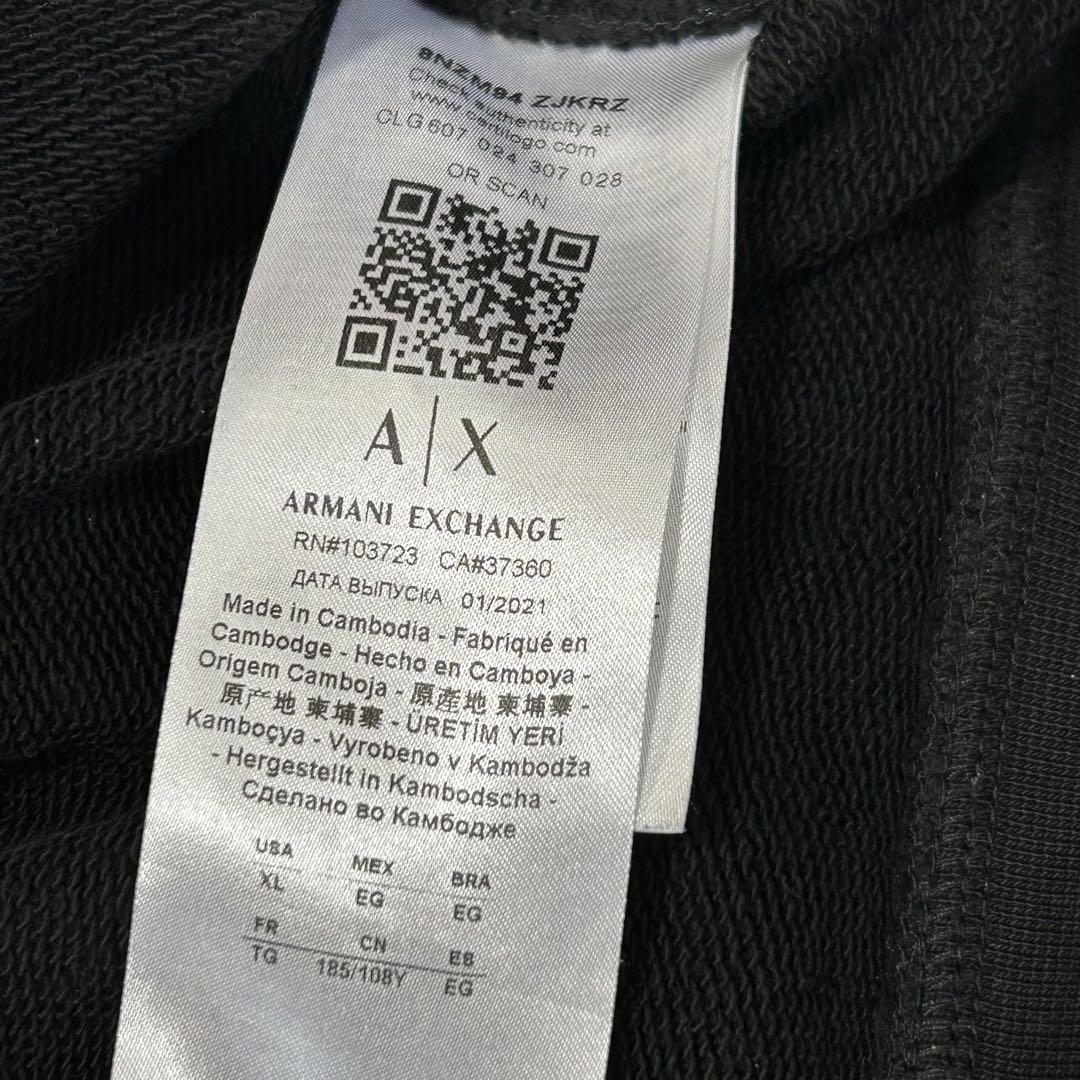 8NZM94 ZJKRZ
Check authenticity at
www.certilogo.com
CLG 607 024 307 028
OR SCAN
A|X
ARMANI EXCHANGE
RN#103723 CA#37360
ДАТА ВЫПУСКА 01/2021
Made in Cambodia - Fabriqué en
Cambodge - Hecho en Camboya -
Origem Camboja - 原產地 柬埔寨 -
原产地 柬埔寨 - ÜRETİM YERİ
Kamboçya - Vyrobeno v Kambodža
- Hergestellt in Kambodscha -
Сделано во Камбодже
USA MEX BRA
XL EG EG
FR CN ES
TG 185/108Y EG